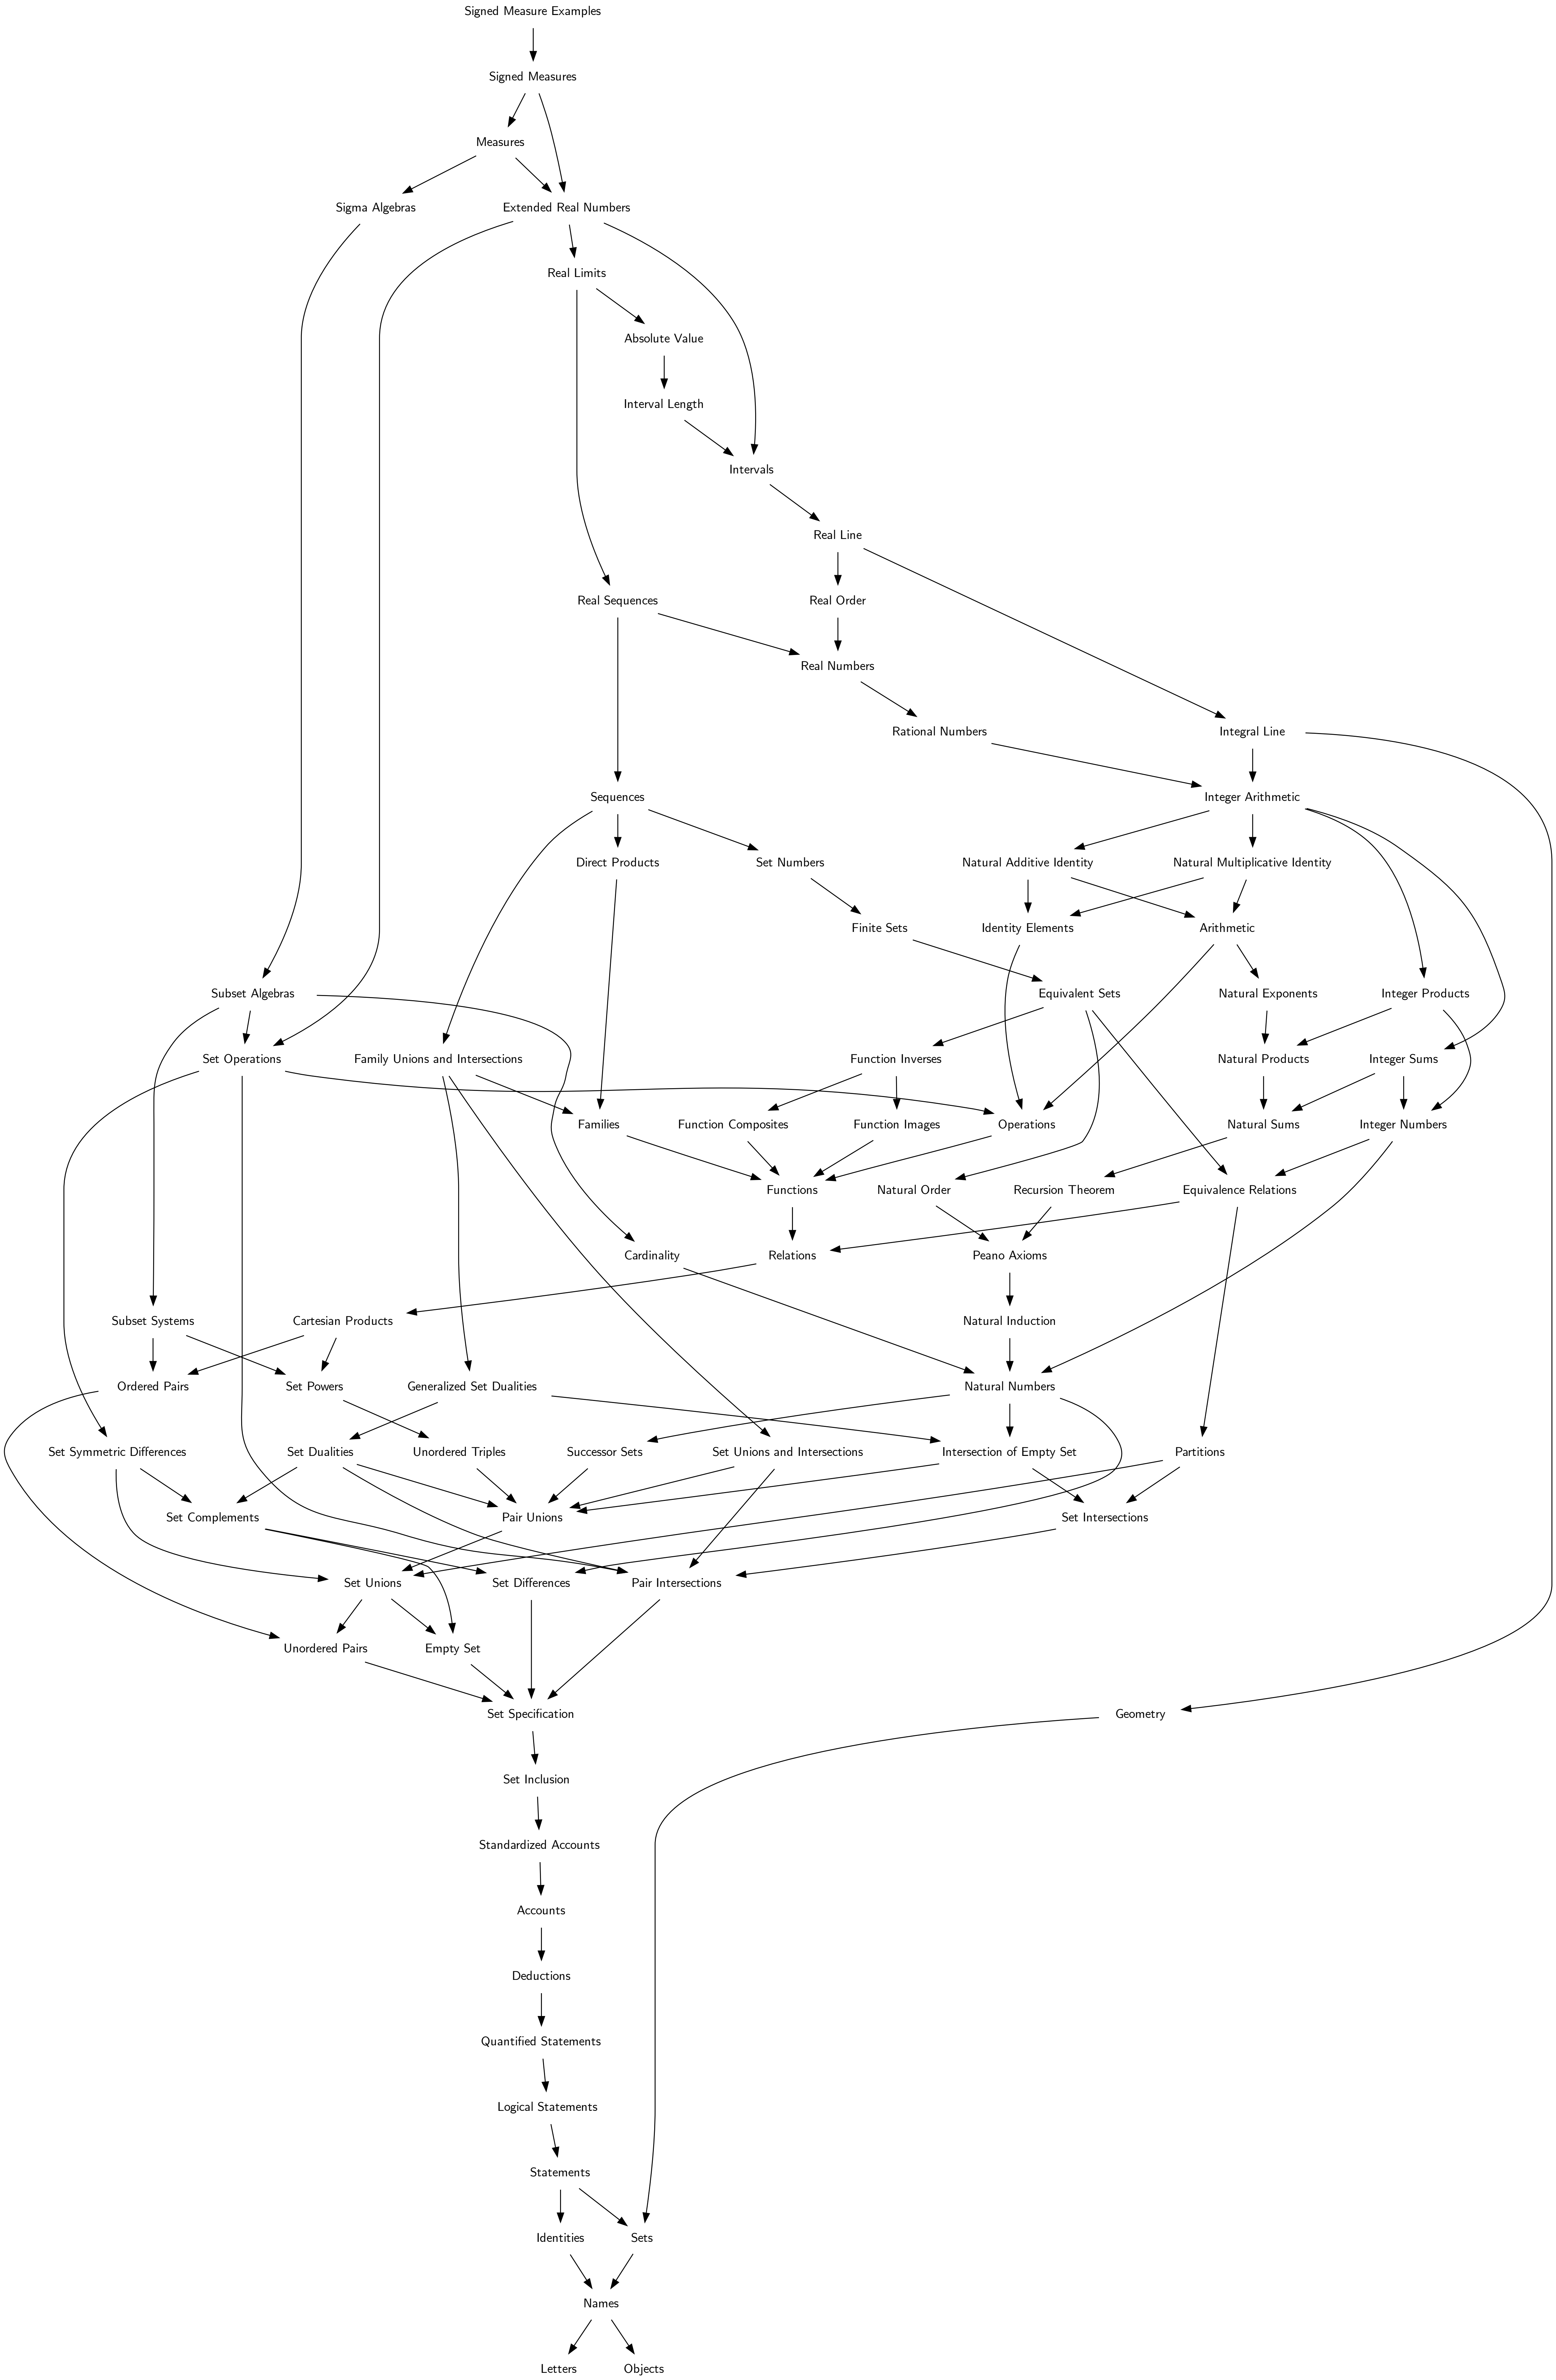 Signed Measure Examples
Signed Measures
Measures
Sigma Algebras
Extended Real Numbers
Real Limits
Absolute Value
Interval Length
Intervals
Real Line
Real Sequences
Real Order
Real Numbers
Rational Numbers
Integral Line
Sequences
Integer Arithmetic
Direct Products
Set Numbers
Natural Additive Identity
Natural Multiplicative Identity
Finite Sets
Identity Elements
Arithmetic
Subset Algebras
Equivalent Sets
Natural Exponents
Integer Products
Set Operations
Family Unions and Intersections
Function Inverses
Natural Products
Integer Sums
Families
Function Composites
Function Images
Operations
Natural Sums
Integer Numbers
Functions
Natural Order
Recursion Theorem
Equivalence Relations
Cardinality
Relations
Peano Axioms
Subset Systems
Cartesian Products
Natural Induction
Ordered Pairs
Set Powers
Generalized Set Dualities
Natural Numbers
Set Symmetric Differences
Set Dualities
Unordered Triples
Successor Sets
Set Unions and Intersections
Intersection of Empty Set
Partitions
Set Complements
Pair Unions
Set Intersections
Set Unions
Set Differences
Pair Intersections
Unordered Pairs
Empty Set
Set Specification
Geometry
Set Inclusion
Standardized Accounts
Accounts
Deductions
Quantified Statements
Logical Statements
Statements
Identities
Sets
Names
Letters
Objects